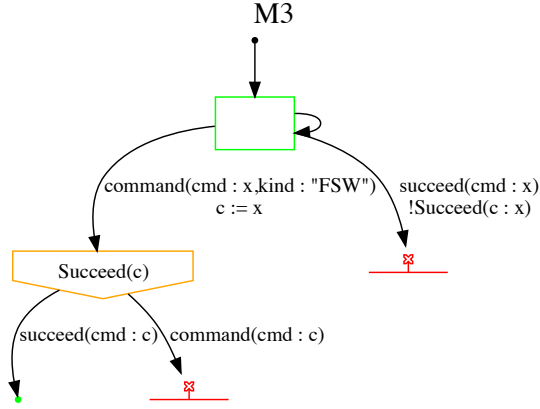 M3
command(cmd : x,kind : "FSW")
c := x
succeed(cmd : x)
!Succeed(c : x)
Succeed(c)
succeed(cmd : c)
command(cmd : c)